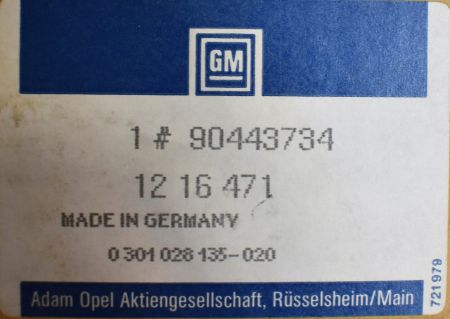 GM
1 # 90443734
12 16 471
MADE IN GERMANY
0 301 028 135-020
Adam Opel Aktiengesellschaft, Rüsselsheim/Main
721979